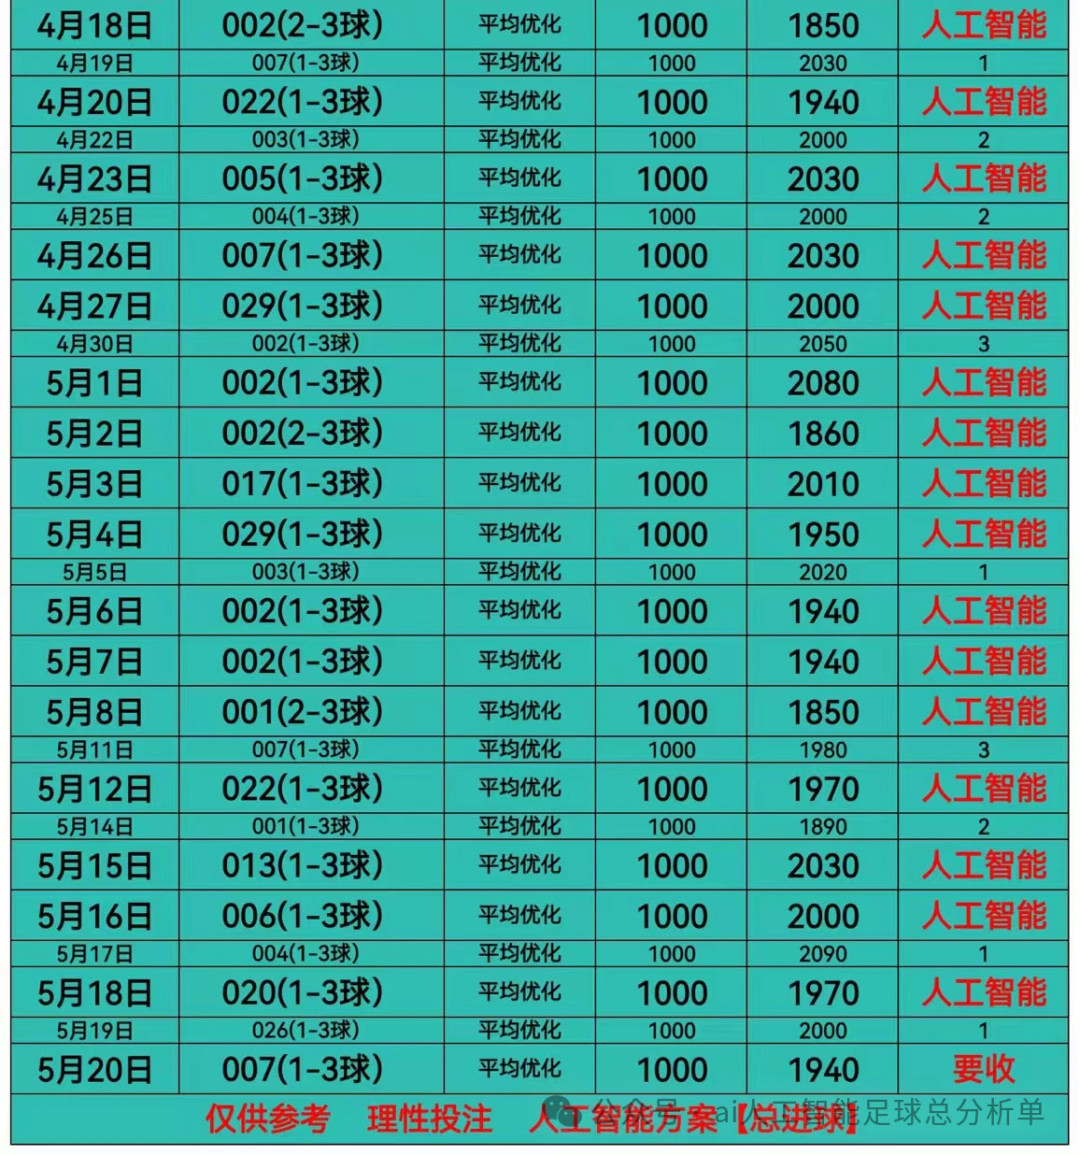 4月18日 002(2-3球) 平均优化 1000 1850 人工智能
4月19日 007(1-3球) 平均优化 1000 2030 1
4月20日 022(1-3球) 平均优化 1000 1940 人工智能
4月22日 003(1-3球) 平均优化 1000 2000 2
4月23日 005(1-3球) 平均优化 1000 2030 人工智能
4月25日 004(1-3球) 平均优化 1000 2000 2
4月26日 007(1-3球) 平均优化 1000 2030 人工智能
4月27日 029(1-3球) 平均优化 1000 2000 人工智能
4月30日 002(1-3球) 平均优化 1000 2050 3
5月1日 002(1-3球) 平均优化 1000 2080 人工智能
5月2日 002(2-3球) 平均优化 1000 1860 人工智能
5月3日 017(1-3球) 平均优化 1000 2010 人工智能
5月4日 029(1-3球) 平均优化 1000 1950 人工智能
5月5日 003(1-3球) 平均优化 1000 2020 1
5月6日 002(1-3球) 平均优化 1000 1940 人工智能
5月7日 002(1-3球) 平均优化 1000 1940 人工智能
5月8日 001(2-3球) 平均优化 1000 1850 人工智能
5月11日 007(1-3球) 平均优化 1000 1980 3
5月12日 022(1-3球) 平均优化 1000 1970 人工智能
5月14日 001(1-3球) 平均优化 1000 1890 2
5月15日 013(1-3球) 平均优化 1000 2030 人工智能
5月16日 006(1-3球) 平均优化 1000 2000 人工智能
5月17日 004(1-3球) 平均优化 1000 2090 1
5月18日 020(1-3球) 平均优化 1000 1970 人工智能
5月19日 026(1-3球) 平均优化 1000 2000 1
5月20日 007(1-3球) 平均优化 1000 1940 要收
仅供参考 理性投注 人工智能方案【总进球】
公众号·ai人工智能足球总分析单